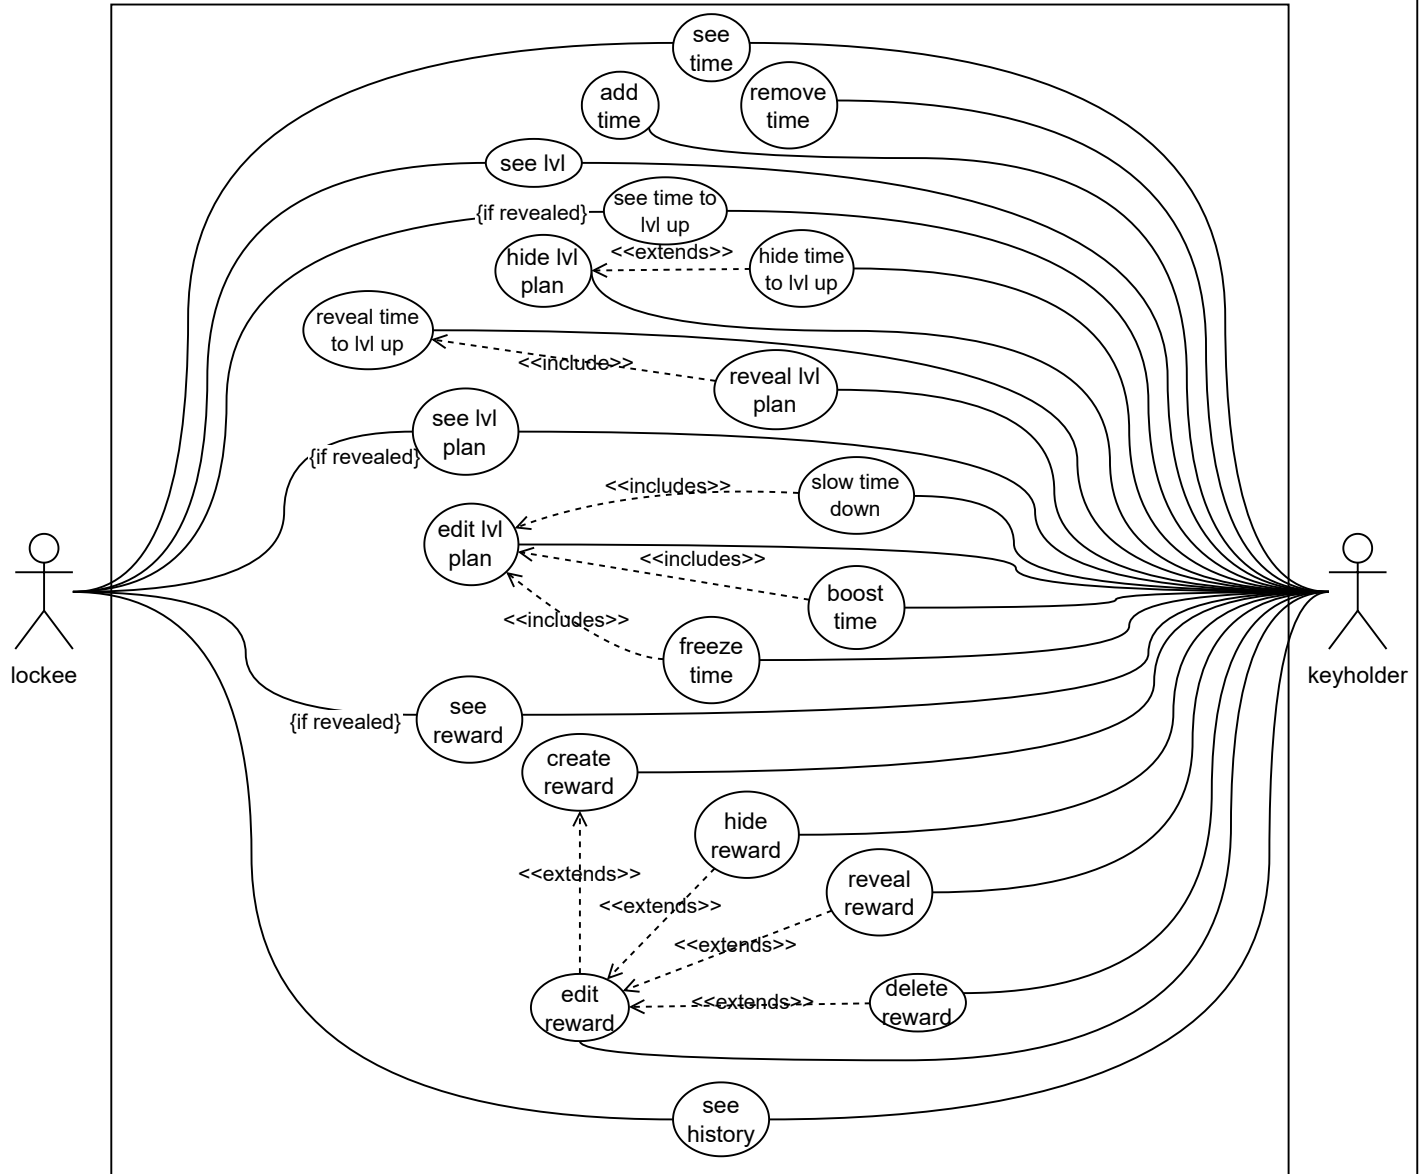 see
time
add
time
remove
time
see lvl
{if revealed}
see time to
lvl up
hide lvl
plan
<<extends>>
hide time
to lvl up
reveal time
to lvl up
<<include>>
reveal lvl
plan
see lvl
plan
{if revealed}
<<includes>>
slow time
down
edit lvl
plan
<<includes>>
boost
time
<<includes>>
freeze
time
lockee
keyholder
{if revealed}
see
reward
create
reward
hide
reward
<<extends>>
reveal
reward
<<extends>>
<<extends>>
edit
reward
<<extends>>
delete
reward
see
history